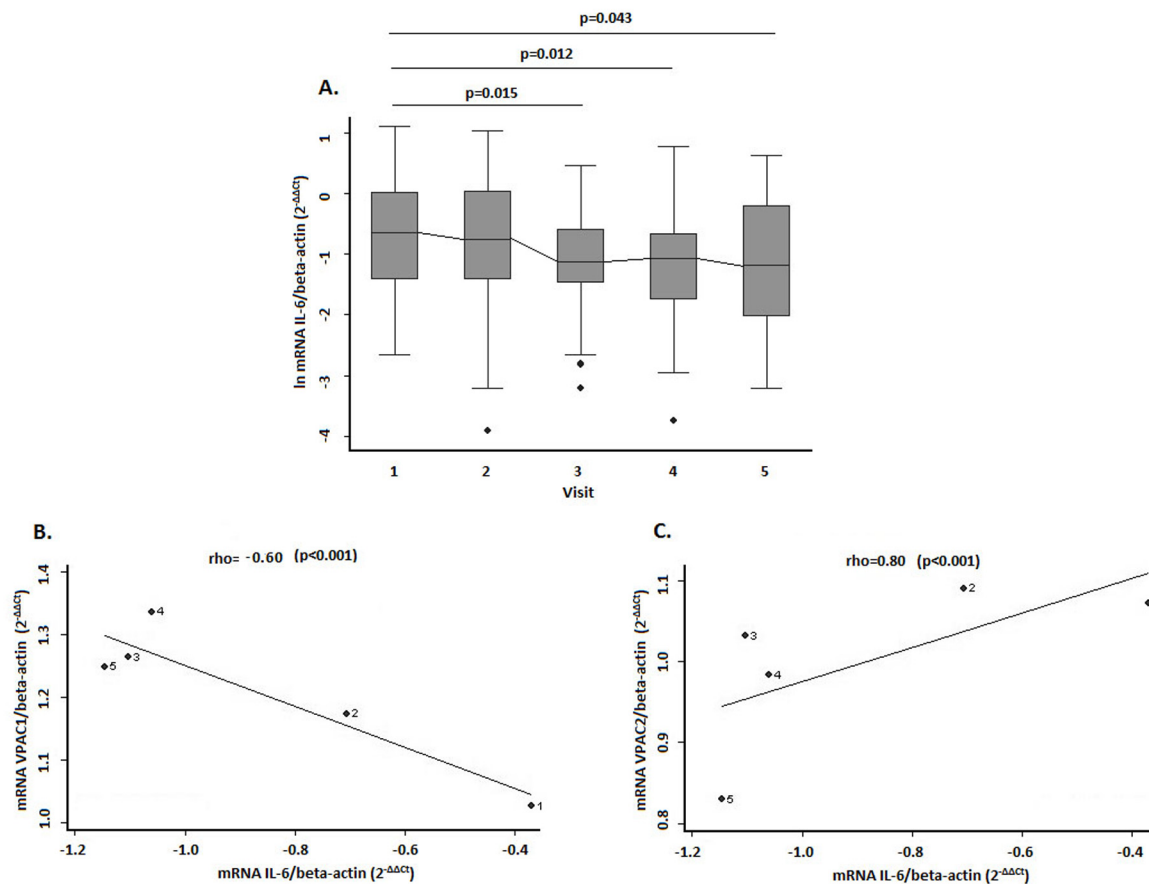 p=0.043
p=0.012
A.
p=0.015
ln mRNA IL-6/beta-actin (2^-ΔΔCt)
1
0
-1
-2
-3
-4
1 2 3 4 5
Visit
B.
rho= -0.60 (p<0.001)
mRNA VPAC1/beta-actin (2^-ΔΔCt)
1.4
1.3
1.2
1.1
1.0
4
3
5
2
1
-1.2 -1.0 -0.8 -0.6 -0.4
mRNA IL-6/beta-actin (2^-ΔΔCt)
C.
rho=0.80 (p<0.001)
mRNA VPAC2/beta-actin (2^-ΔΔCt)
1.1
1.0
0.9
0.8
2
3
4
5
-1.2 -1.0 -0.8 -0.6 -0.4
mRNA IL-6/beta-actin (2^-ΔΔCt)